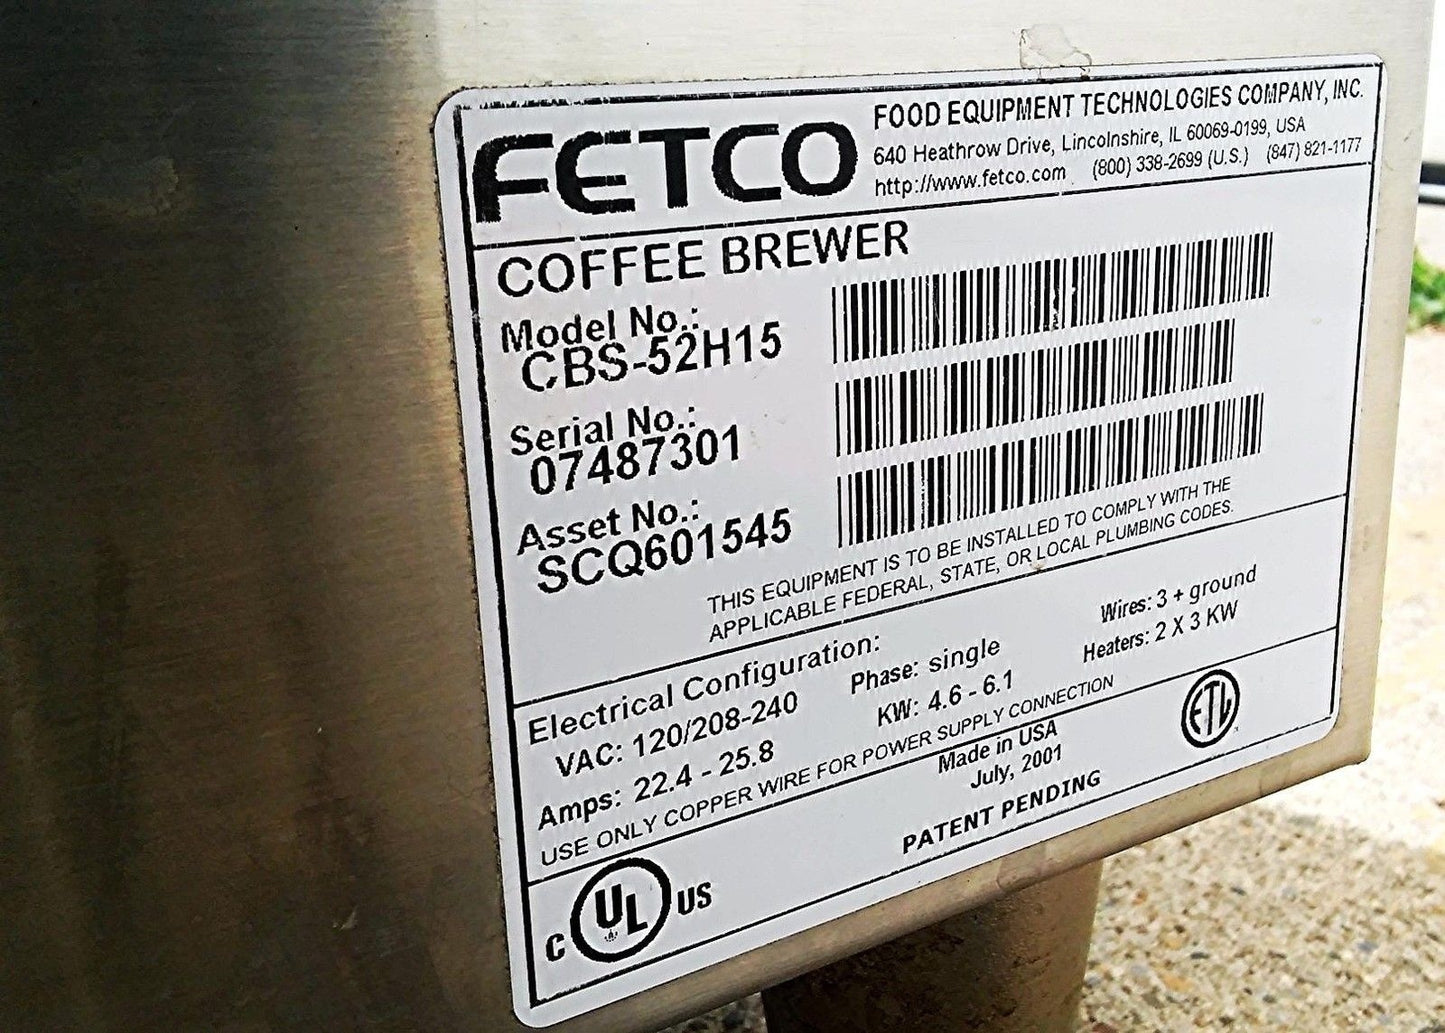 FETCO
FOOD EQUIPMENT TECHNOLOGIES COMPANY, INC.
640 Heathrow Drive, Lincolnshire, IL 60069-0199, USA
http://www.fetco.com (800) 338-2699 (U.S.) (847) 821-1177
COFFEE BREWER
Model No.:
CBS-52H15
Serial No.:
07487301
Asset No.:
SCQ601545
THIS EQUIPMENT IS TO BE INSTALLED TO COMPLY WITH THE
APPLICABLE FEDERAL, STATE, OR LOCAL PLUMBING CODES.
Electrical Configuration:
VAC: 120/208-240 Phase: single Wires: 3 + ground
Amps: 22.4 - 25.8 KW: 4.6 - 6.1 Heaters: 2 X 3 KW
USE ONLY COPPER WIRE FOR POWER SUPPLY CONNECTION
C UL US
Made in USA
July, 2001
PATENT PENDING
ETL